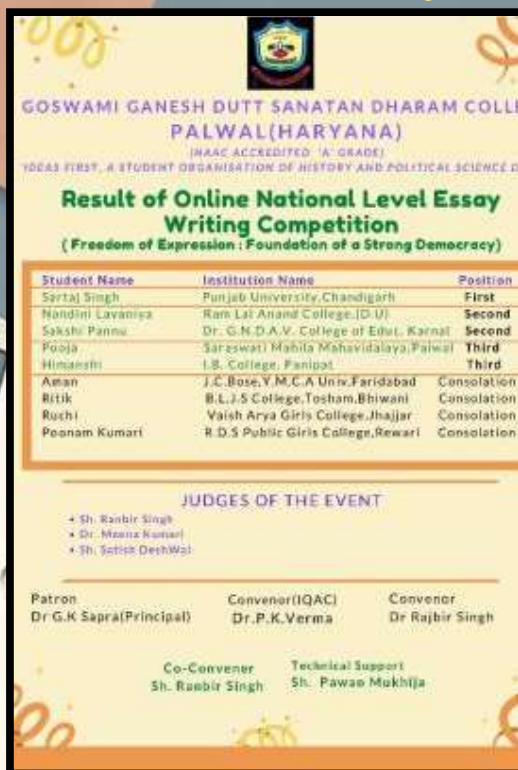 GOSWAMI GANESH DUTT SANATAN DHARAM COLLE
PALWAL(HARYANA)
(NAAC ACCREDITED 'A' GRADE)
IDEAS FIRST, A STUDENT ORGANISATION OF HISTORY AND POLITICAL SCIENCE D
Result of Online National Level Essay
Writing Competition
( Freedom of Expression : Foundation of a Strong Democracy)
Student Name Institution Name Position
Sartaj Singh Punjab University,Chandigarh First
Nandini Lavaniya Ram Lal Anand College,(D.U) Second
Sakshi Pannu Dr. G.N.D.A.V. College of Educ. Karnal Second
Pooja Saraswati Mahila Mahavidalaya,Palwal Third
Himanshi I.B. College, Panipat Third
Aman J.C.Bose,Y.M.C.A Univ.Faridabad Consolation
Ritik B.L.J.S College,Tosham,Bhiwani Consolation
Ruchi Vaish Arya Girls College,Jhajjar Consolation
Poonam Kumari R.D.S Public Girls College,Rewari Consolation
JUDGES OF THE EVENT
• Sh. Ranbir Singh
• Dr. Meena Kumari
• Sh. Satish DeshWal
Patron Convenor(IQAC) Convenor
Dr G.K Sapra(Principal) Dr.P.K.Verma Dr Rajbir Singh
Co-Convener Technical Support
Sh. Ranbir Singh Sh. Pawan Mukhija